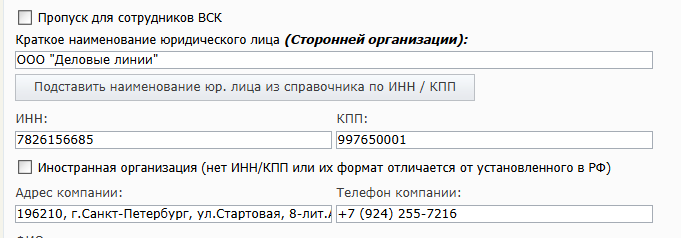 Пропуск для сотрудников ВСК
Краткое наименование юридического лица (Сторонней организации):
ООО "Деловые линии"
Подставить наименование юр. лица из справочника по ИНН / КПП
ИНН: КПП:
7826156685 997650001
Иностранная организация (нет ИНН/КПП или их формат отличается от установленного в РФ)
Адрес компании: Телефон компании:
196210, г.Санкт-Петербург, ул.Стартовая, 8-лит.А +7 (924) 255-7216